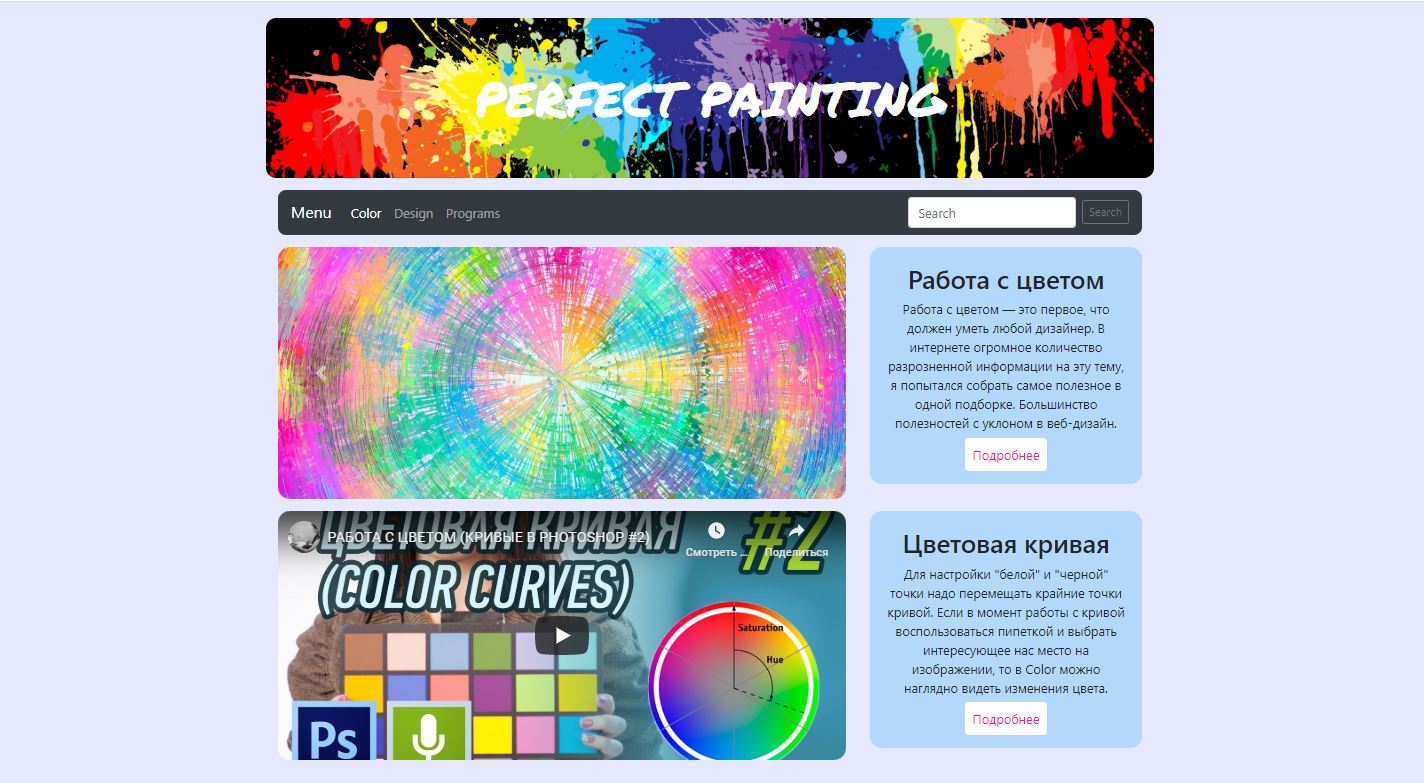 PERFECT PAINTING
Menu Color Design Programs Search Search
Работа с цветом
Работа с цветом — это первое, что
должен уметь любой дизайнер. В
интернете огромное количество
разрозненной информации на эту тему,
я попытался собрать самое полезное в
одной подборке. Большинство
полезностей с уклоном в веб-дизайн.
Подробнее
ЦВЕТОВАЯ КРИВАЯ #2
РАБОТА С ЦВЕТОМ (КРИВЫЕ В PHOTOSHOP #2)
Смотреть ... Поделиться
(COLOR CURVES)
Saturation
Hue
Ps
Цветовая кривая
Для настройки "белой" и "черной"
точки надо перемещать крайние точки
кривой. Если в момент работы с кривой
воспользоваться пипеткой и выбрать
интересующее нас место на
изображении, то в Color можно
наглядно видеть изменения цвета.
Подробнее